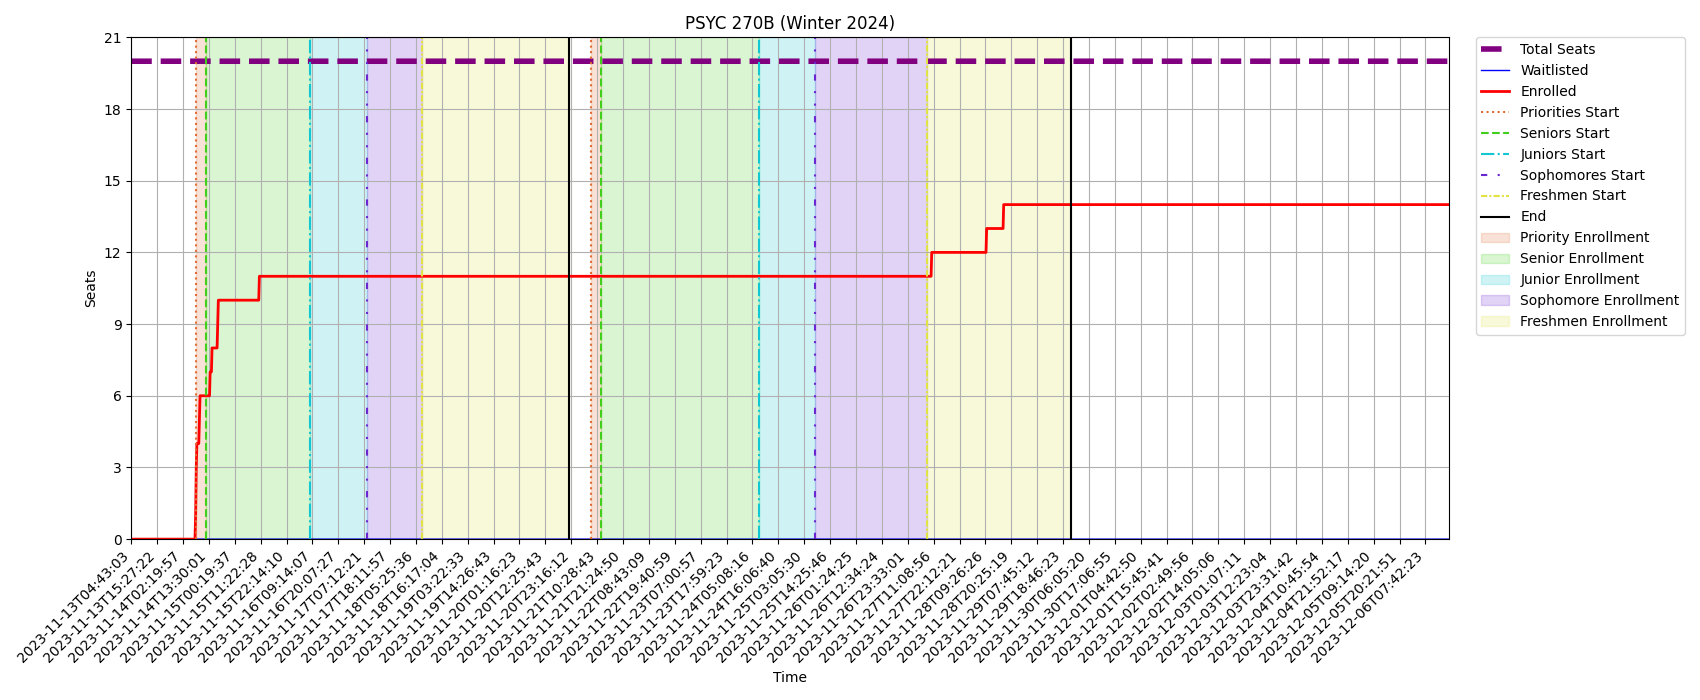 PSYC 270B (Winter 2024)
21
18
15
12
9
6
3
0
Seats
2023-11-13T04:43:03
2023-11-13T15:27:22
2023-11-14T02:19:57
2023-11-14T13:30:01
2023-11-15T00:19:37
2023-11-15T11:22:28
2023-11-15T22:14:10
2023-11-16T09:14:07
2023-11-16T20:07:27
2023-11-17T07:12:21
2023-11-17T18:11:57
2023-11-18T05:25:36
2023-11-18T16:17:04
2023-11-19T03:22:33
2023-11-19T14:26:43
2023-11-20T01:16:23
2023-11-20T12:25:43
2023-11-20T23:16:12
2023-11-21T10:28:43
2023-11-21T21:24:50
2023-11-22T08:43:09
2023-11-22T19:40:59
2023-11-23T07:00:57
2023-11-23T17:59:23
2023-11-24T05:08:16
2023-11-24T16:06:40
2023-11-25T03:05:30
2023-11-25T14:25:46
2023-11-26T01:24:25
2023-11-26T12:34:24
2023-11-26T23:33:01
2023-11-27T11:08:56
2023-11-27T22:12:21
2023-11-28T09:26:26
2023-11-28T20:25:19
2023-11-29T07:45:12
2023-11-29T18:46:23
2023-11-30T06:05:20
2023-11-30T17:06:55
2023-12-01T04:42:50
2023-12-01T15:45:41
2023-12-02T02:49:56
2023-12-02T14:05:06
2023-12-03T01:07:11
2023-12-03T12:23:04
2023-12-03T23:31:42
2023-12-04T10:45:54
2023-12-04T21:52:17
2023-12-05T09:14:20
2023-12-05T20:21:51
2023-12-06T07:42:23
Time
Total Seats
Waitlisted
Enrolled
Priorities Start
Seniors Start
Juniors Start
Sophomores Start
Freshmen Start
End
Priority Enrollment
Senior Enrollment
Junior Enrollment
Sophomore Enrollment
Freshmen Enrollment